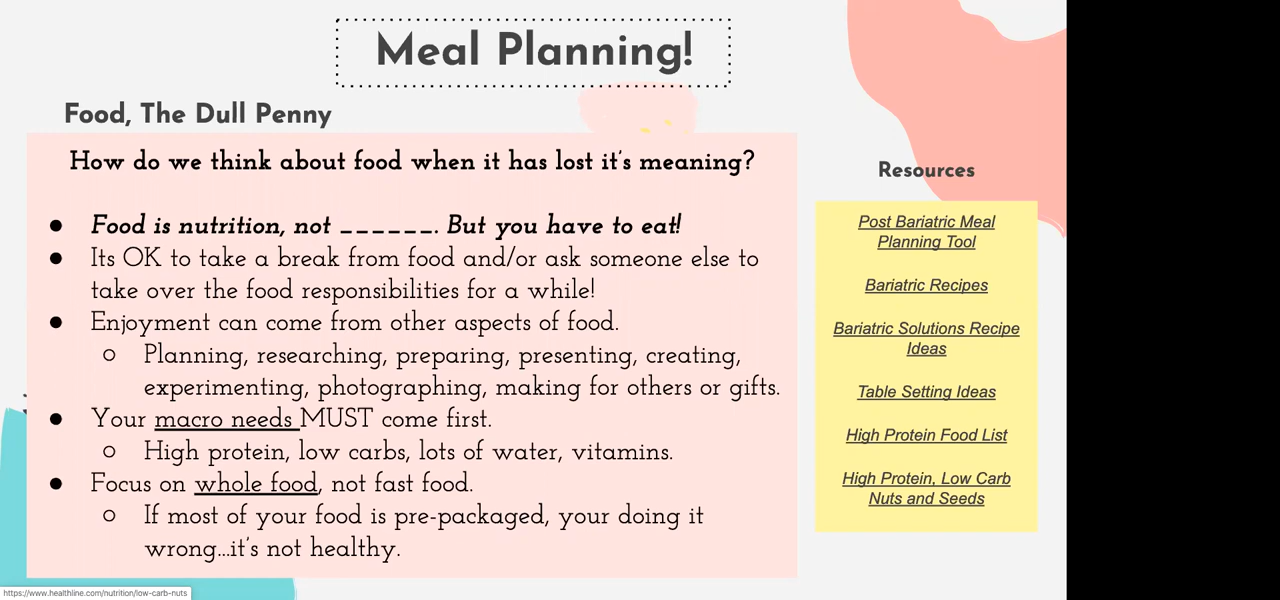 Meal Planning!
Food, The Dull Penny
How do we think about food when it has lost it's meaning?
● Food is nutrition, not ______. But you have to eat!
● Its OK to take a break from food and/or ask someone else to
take over the food responsibilities for a while!
● Enjoyment can come from other aspects of food.
○ Planning, researching, preparing, presenting, creating,
experimenting, photographing, making for others or gifts.
● Your macro needs MUST come first.
○ High protein, low carbs, lots of water, vitamins.
● Focus on whole food, not fast food.
○ If most of your food is pre-packaged, your doing it
wrong...it's not healthy.
Resources
Post Bariatric Meal
Planning Tool
Bariatric Recipes
Bariatric Solutions Recipe
Ideas
Table Setting Ideas
High Protein Food List
High Protein, Low Carb
Nuts and Seeds
https://www.healthline.com/nutrition/low-carb-nuts